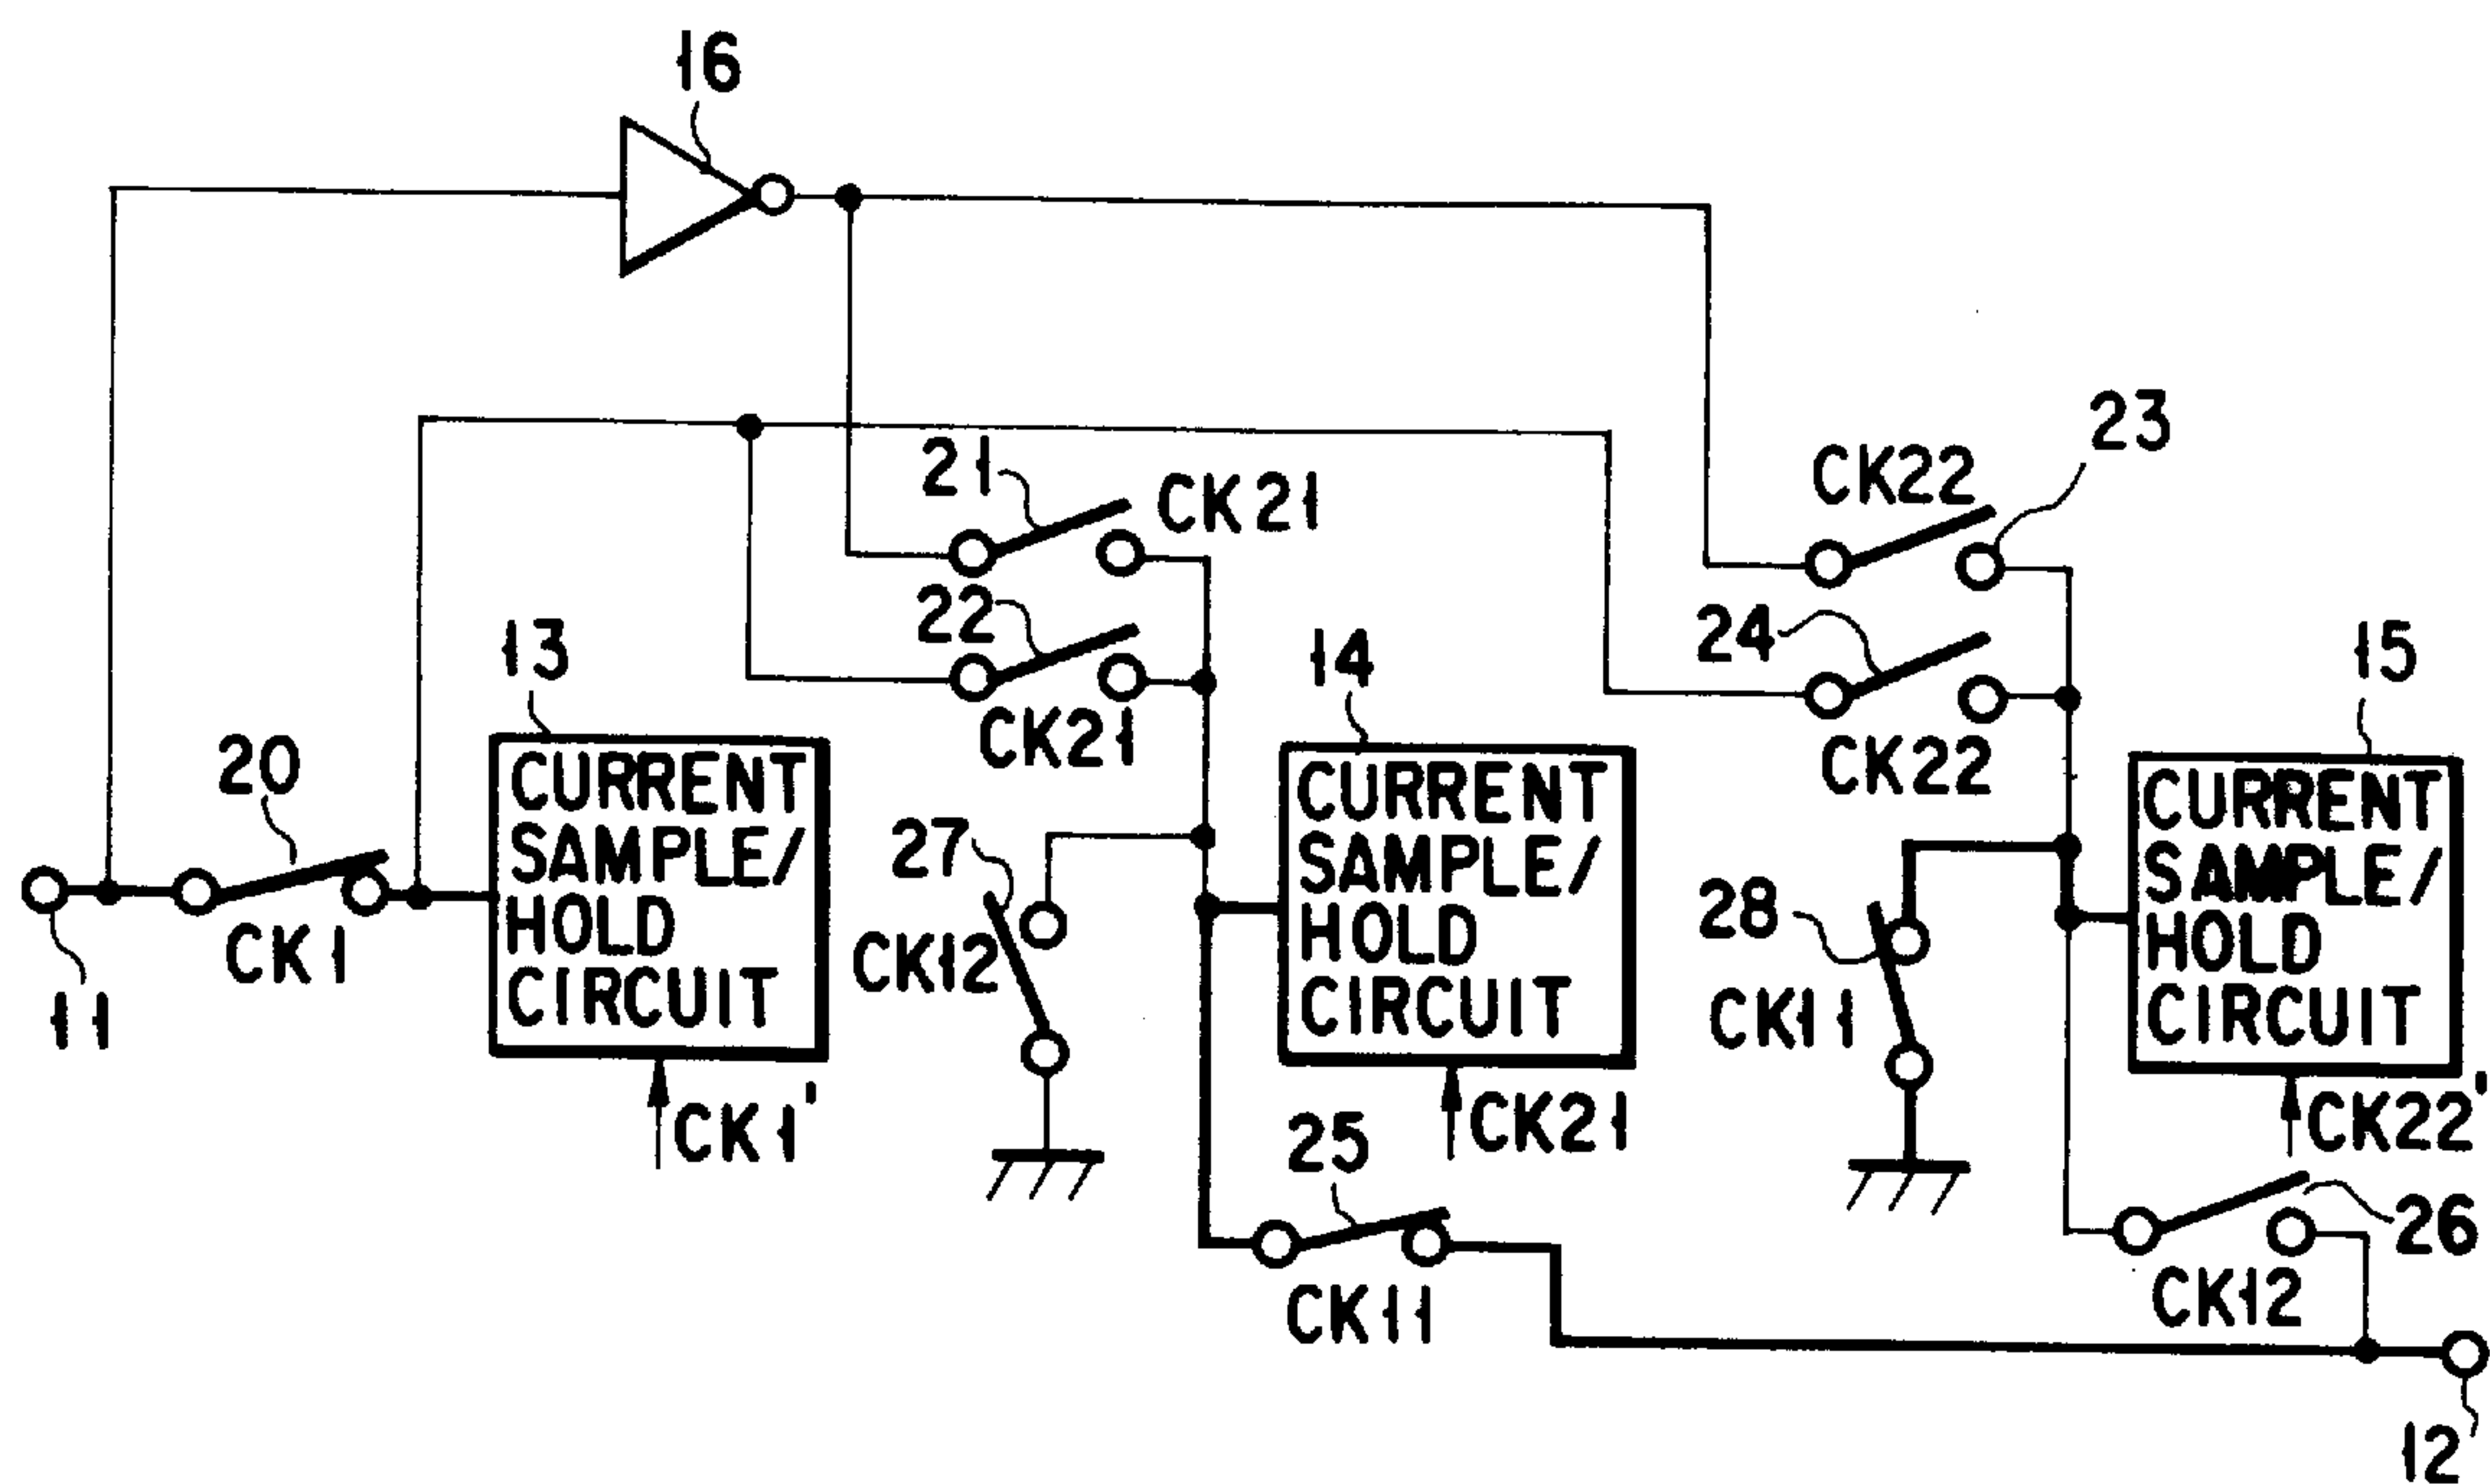 16
23
CK22
21
CK21
22
24
CK21
CK22
13
14
15
20
CURRENT
SAMPLE/
HOLD
CIRCUIT
CURRENT
SAMPLE/
HOLD
CIRCUIT
CURRENT
SAMPLE/
HOLD
CIRCUIT
27
28
CK1
CK12
CK11
11
CK1'
CK21
CK22'
25
26
CK11
CK12
12